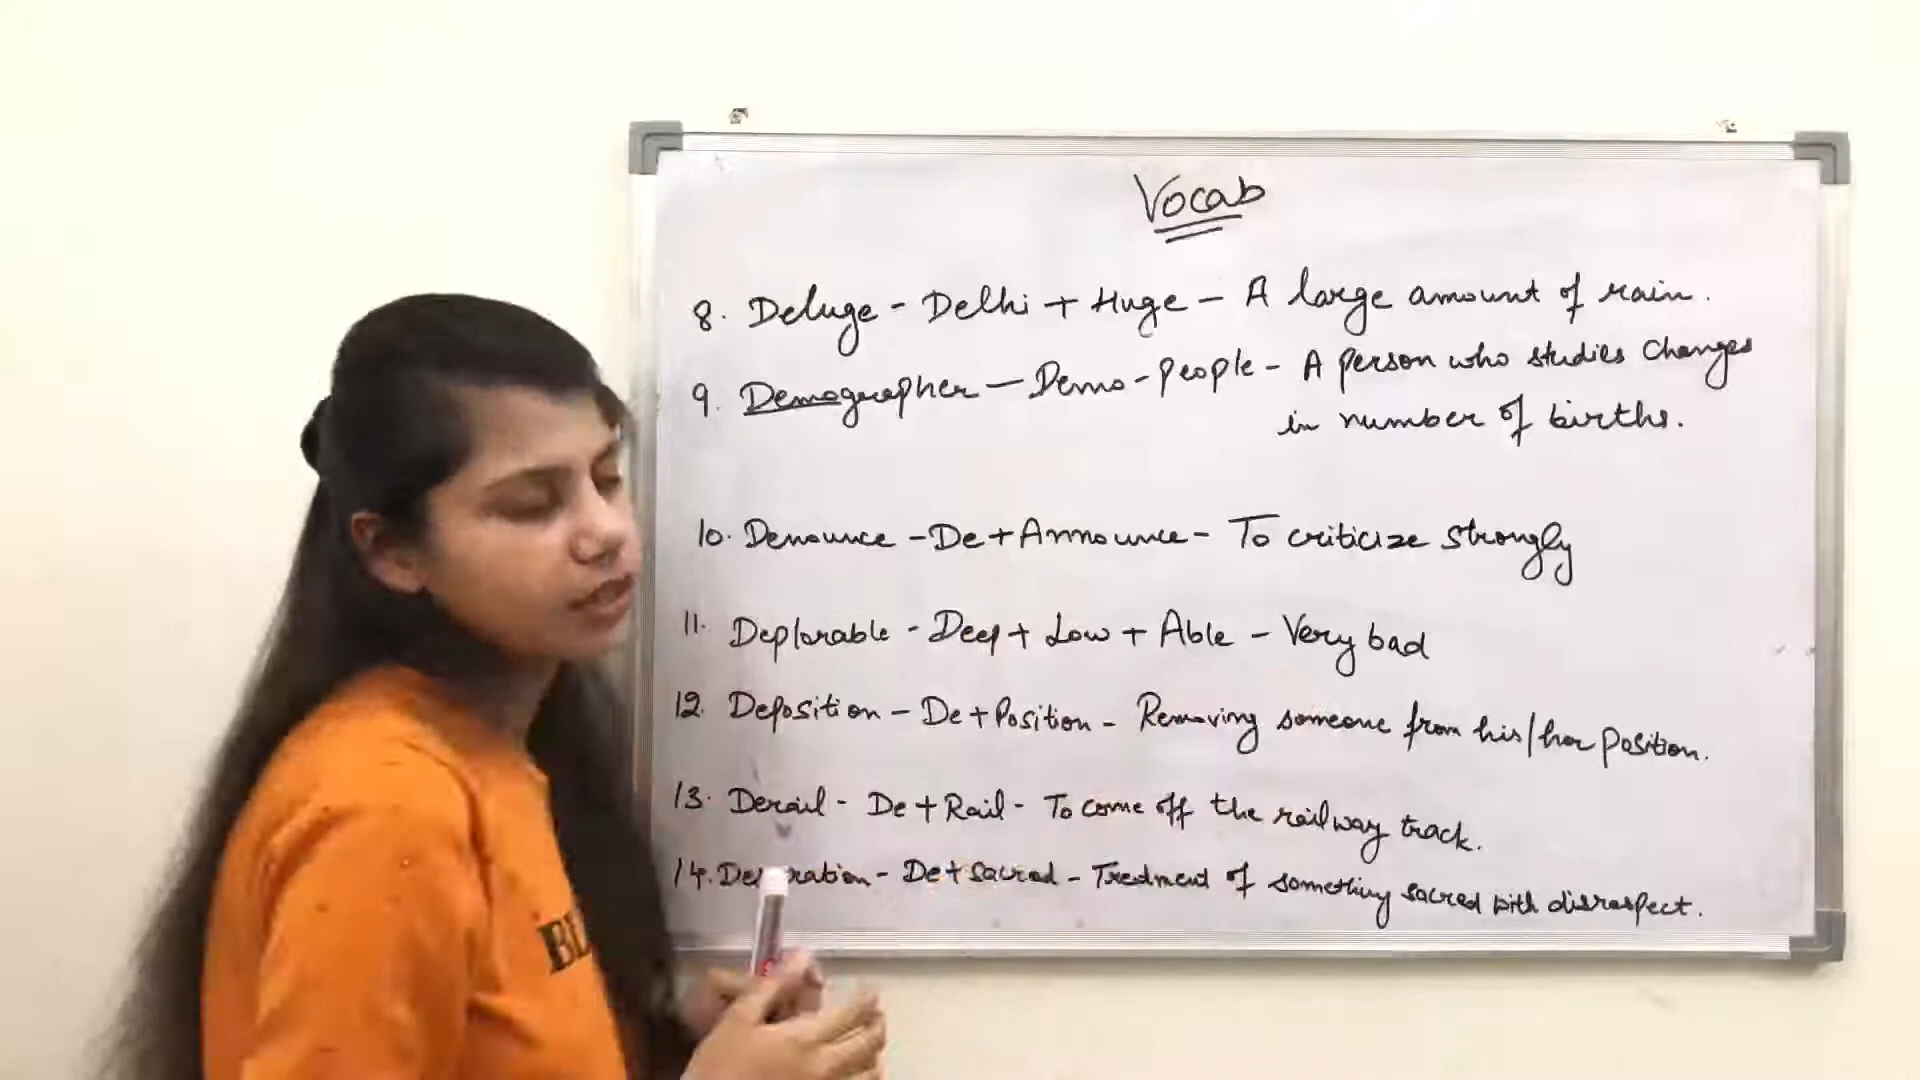 Vocab
8. Deluge - Delhi + Huge - A large amount of rain.
9. Demographer - Demo - people - A person who studies changes
in number of births.
10. Denounce - De + Announce - To criticize strongly
11. Deplorable - Deep + Low + Able - Very bad
12. Deposition - De + Position - Removing someone from his/her position.
13. Derail - De + Rail - To come off the railway track.
14. De - De + Sacred - Treatment of something sacred with disrespect.
BL